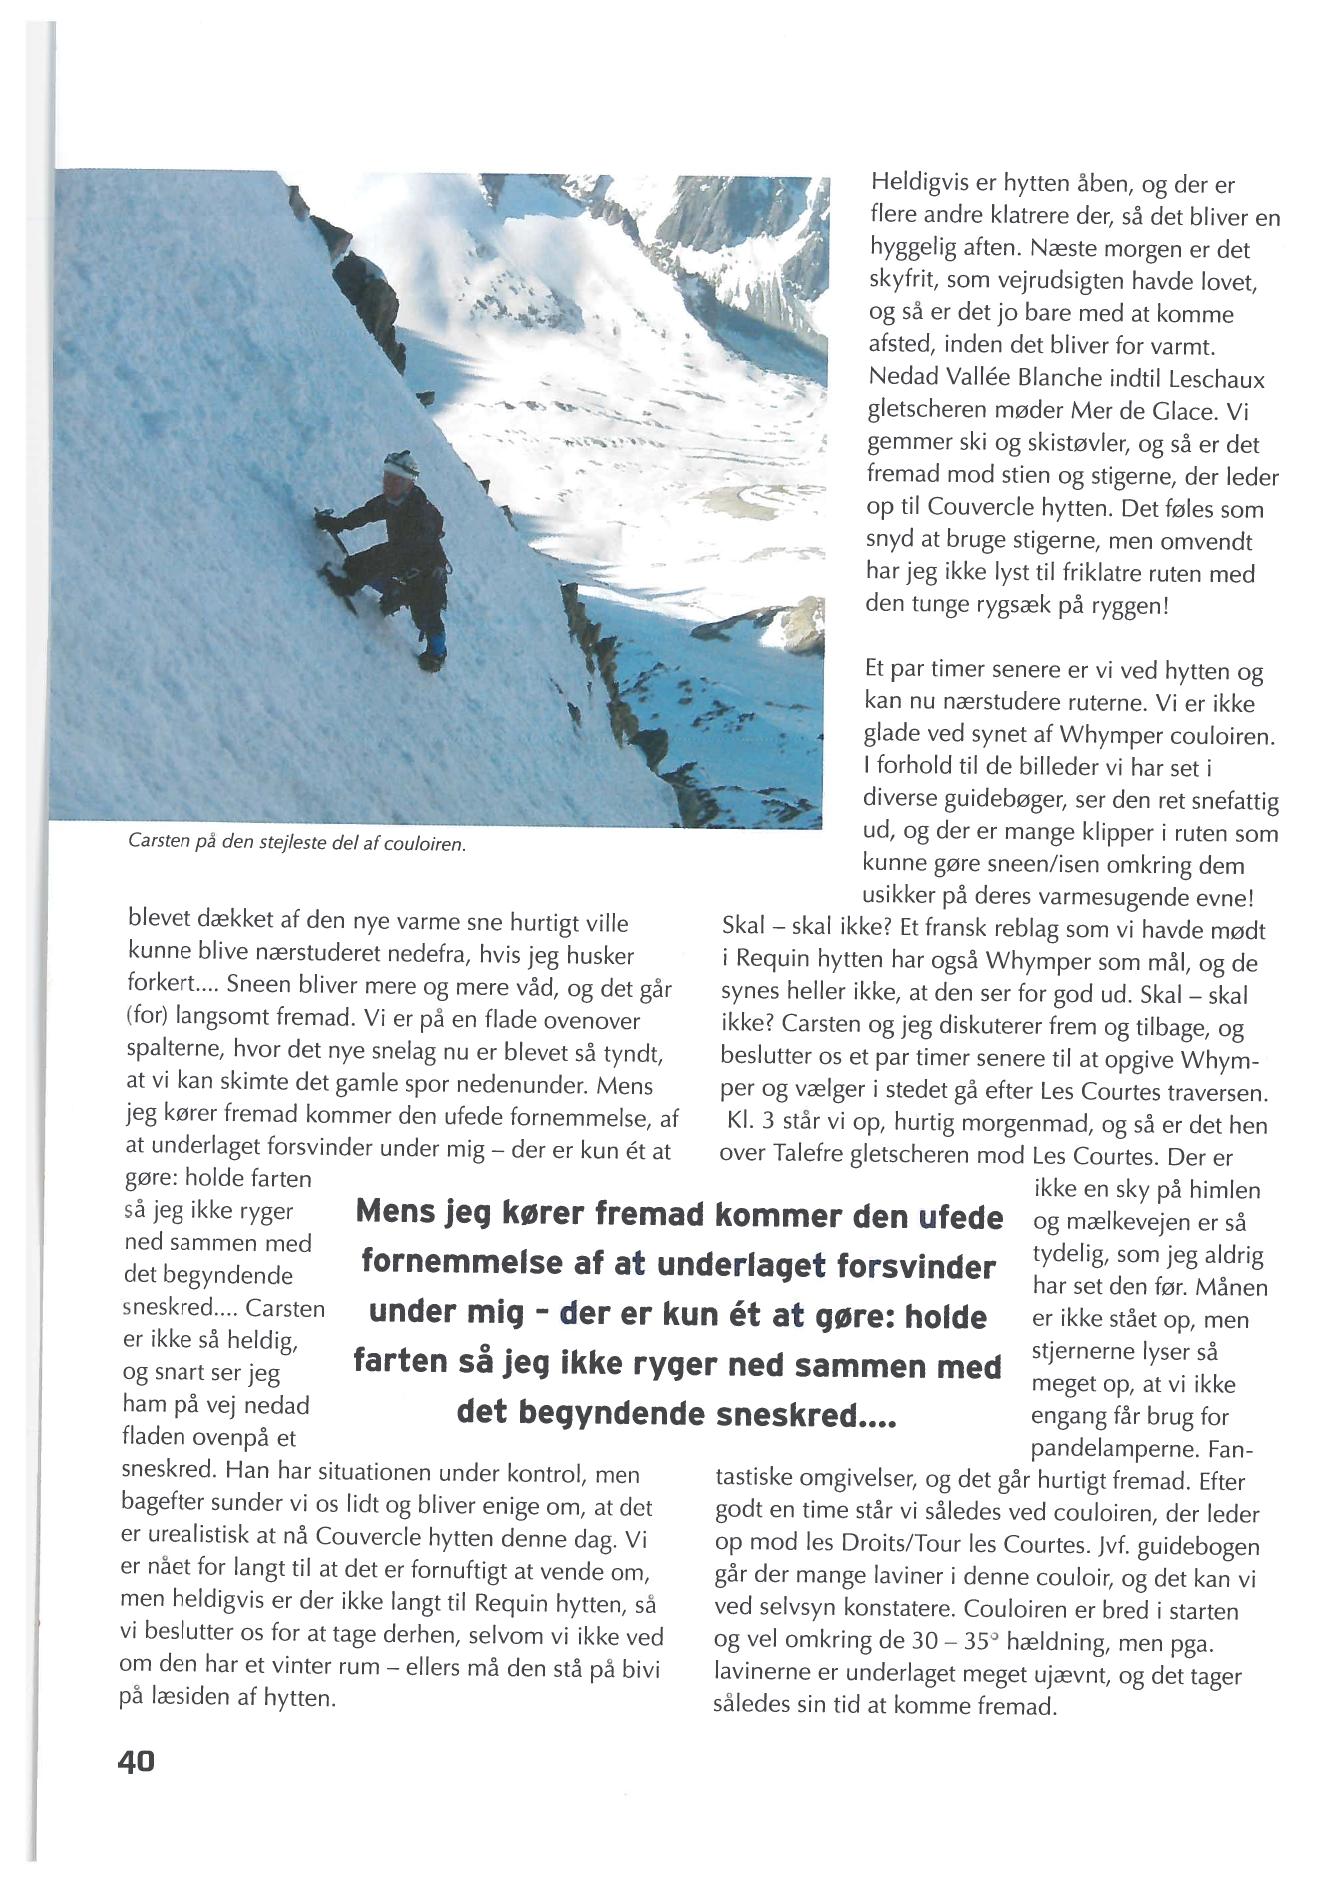 Carsten på den stejleste del af couloiren.
blevet dækket af den nye varme sne hurtigt ville
kunne blive nærstuderet nedefra, hvis jeg husker
forkert.... Sneen bliver mere og mere våd, og det går
(for) langsomt fremad. Vi er på en flade ovenover
spalterne, hvor det nye snelag nu er blevet så tyndt,
at vi kan skimte det gamle spor nedenunder. Mens
jeg kører fremad kommer den ufede fornemmelse, af
at underlaget forsvinder under mig – der er kun ét at
gøre: holde farten
så jeg ikke ryger
ned sammen med
det begyndende
sneskred.... Carsten
er ikke så heldig,
og snart ser jeg
ham på vej nedad
fladen ovenpå et
sneskred. Han har situationen under kontrol, men
bagefter sunder vi os lidt og bliver enige om, at det
er urealistisk at nå Couvercle hytten denne dag. Vi
er nået for langt til at det er fornuftigt at vende om,
men heldigvis er der ikke langt til Requin hytten, så
vi beslutter os for at tage derhen, selvom vi ikke ved
om den har et vinter rum – ellers må den stå på bivi
på læsiden af hytten.
Mens jeg kører fremad kommer den ufede
fornemmelse af at underlaget forsvinder
under mig - der er kun ét at gøre: holde
farten så jeg ikke ryger ned sammen med
det begyndende sneskred....
Heldigvis er hytten åben, og der er
flere andre klatrere der, så det bliver en
hyggelig aften. Næste morgen er det
skyfrit, som vejrudsigten havde lovet,
og så er det jo bare med at komme
afsted, inden det bliver for varmt.
Nedad Vallée Blanche indtil Leschaux
gletscheren møder Mer de Glace. Vi
gemmer ski og skistøvler, og så er det
fremad mod stien og stigerne, der leder
op til Couvercle hytten. Det føles som
snyd at bruge stigerne, men omvendt
har jeg ikke lyst til friklatre ruten med
den tunge rygsæk på ryggen!
Et par timer senere er vi ved hytten og
kan nu nærstudere ruterne. Vi er ikke
glade ved synet af Whymper couloiren.
I forhold til de billeder vi har set i
diverse guidebøger, ser den ret snefattig
ud, og der er mange klipper i ruten som
kunne gøre sneen/isen omkring dem
usikker på deres varmesugende evne!
Skal – skal ikke? Et fransk reblag som vi havde mødt
i Requin hytten har også Whymper som mål, og de
synes heller ikke, at den ser for god ud. Skal – skal
ikke? Carsten og jeg diskuterer frem og tilbage, og
beslutter os et par timer senere til at opgive Whym-
per og vælger i stedet gå efter Les Courtes traversen.
Kl. 3 står vi op, hurtig morgenmad, og så er det hen
over Talefre gletscheren mod Les Courtes. Der er
ikke en sky på himlen
og mælkevejen er så
tydelig, som jeg aldrig
har set den før. Månen
er ikke stået op, men
stjernerne lyser så
meget op, at vi ikke
engang får brug for
pandelamperne. Fan-
tastiske omgivelser, og det går hurtigt fremad. Efter
godt en time står vi således ved couloiren, der leder
op mod les Droits/Tour les Courtes. Jvf. guidebogen
går der mange laviner i denne couloir, og det kan vi
ved selvsyn konstatere. Couloiren er bred i starten
og vel omkring de 30 – 35° hældning, men pga.
lavinerne er underlaget meget ujævnt, og det tager
således sin tid at komme fremad.
40